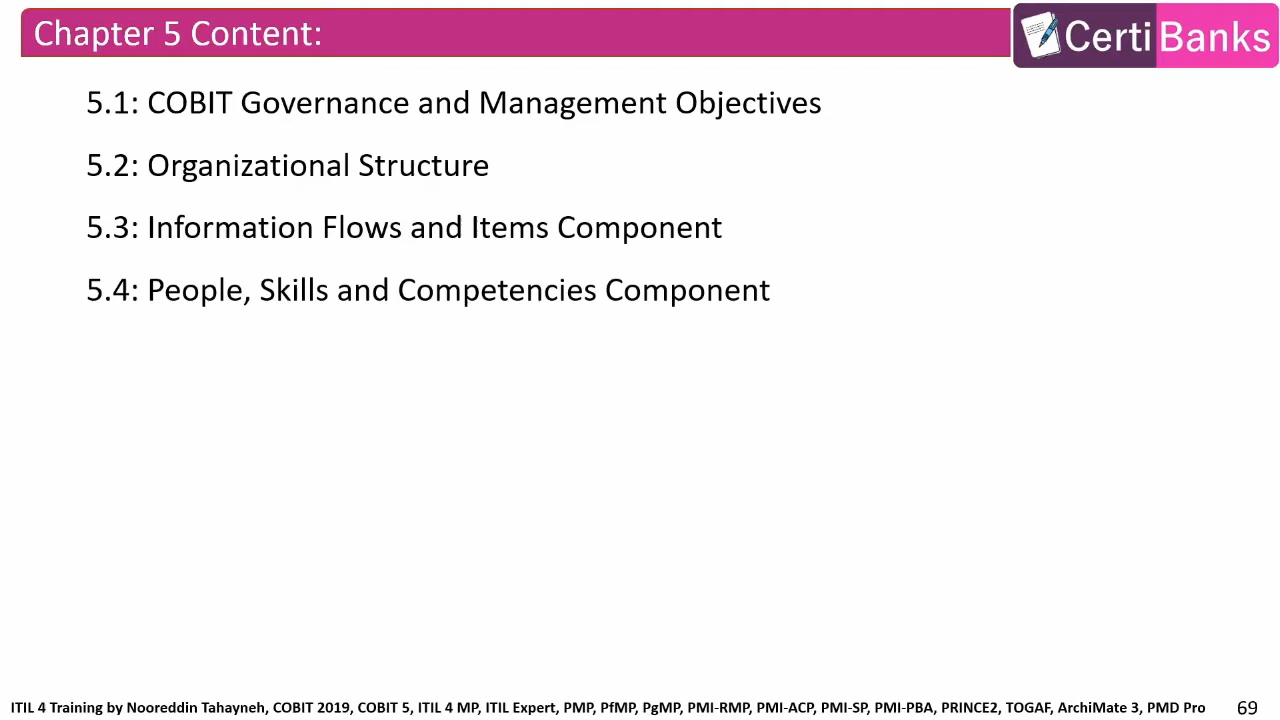 Chapter 5 Content:
CertiBanks
5.1: COBIT Governance and Management Objectives
5.2: Organizational Structure
5.3: Information Flows and Items Component
5.4: People, Skills and Competencies Component
ITIL 4 Training by Nooreddin Tahayneh, COBIT 2019, COBIT 5, ITIL 4 MP, ITIL Expert, PMP, PfMP, PgMP, PMI-RMP, PMI-ACP, PMI-SP, PMI-PBA, PRINCE2, TOGAF, ArchiMate 3, PMD Pro 69